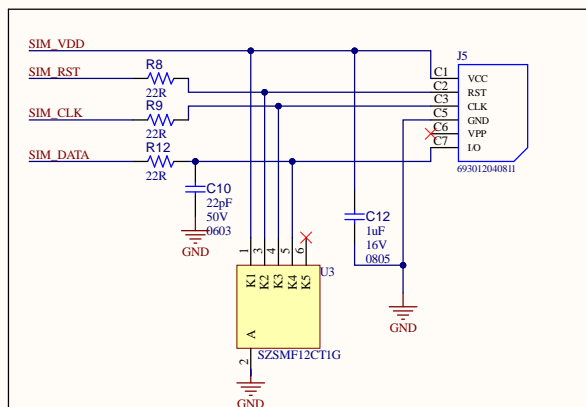 SIM_VDD
J5
SIM_RST
R8
22R
C1
VCC
C2
RST
SIM_CLK
R9
22R
C3
CLK
C5
GND
C6
VPP
SIM_DATA
R12
22R
C7
I/O
693012040811
C10
22pF
50V
0603
GND
C12
1uF
16V
0805
1
3
4
5
6
U3
K1
K2
K3
K4
K5
A
SZSMF12CT1G
2
GND
GND